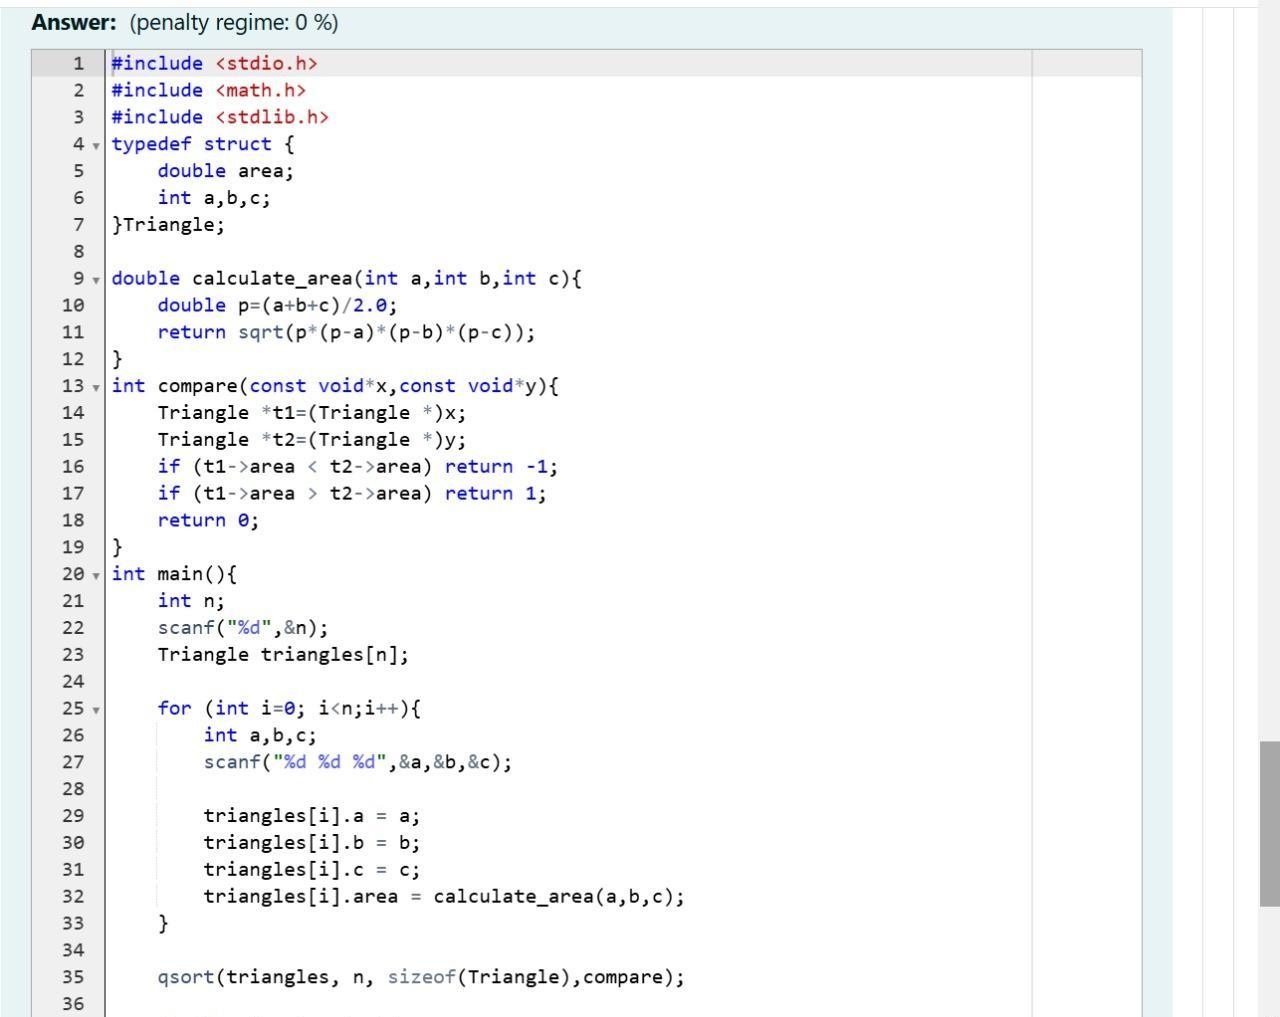 Answer: (penalty regime: 0 %)
1 #include <stdio.h>
2 #include <math.h>
3 #include <stdlib.h>
4 typedef struct {
5     double area;
6     int a,b,c;
7 }Triangle;
8
9 double calculate_area(int a,int b,int c){
10     double p=(a+b+c)/2.0;
11     return sqrt(p*(p-a)*(p-b)*(p-c));
12 }
13 int compare(const void*x,const void*y){
14     Triangle *t1=(Triangle *)x;
15     Triangle *t2=(Triangle *)y;
16     if (t1->area < t2->area) return -1;
17     if (t1->area > t2->area) return 1;
18     return 0;
19 }
20 int main(){
21     int n;
22     scanf("%d",&n);
23     Triangle triangles[n];
24
25     for (int i=0; i<n;i++){
26         int a,b,c;
27         scanf("%d %d %d",&a,&b,&c);
28
29         triangles[i].a = a;
30         triangles[i].b = b;
31         triangles[i].c = c;
32         triangles[i].area = calculate_area(a,b,c);
33     }
34
35     qsort(triangles, n, sizeof(Triangle),compare);
36